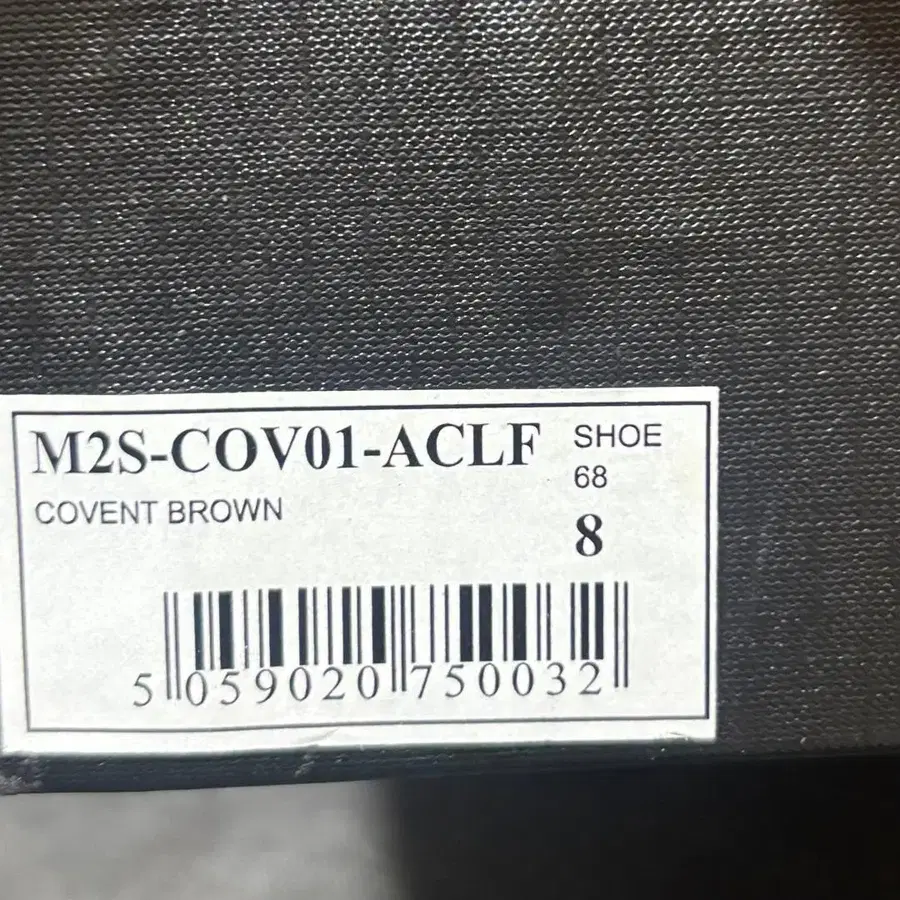 M2S-COV01-ACLF
COVENT BROWN
SHOE
68
8
5 059020 750032